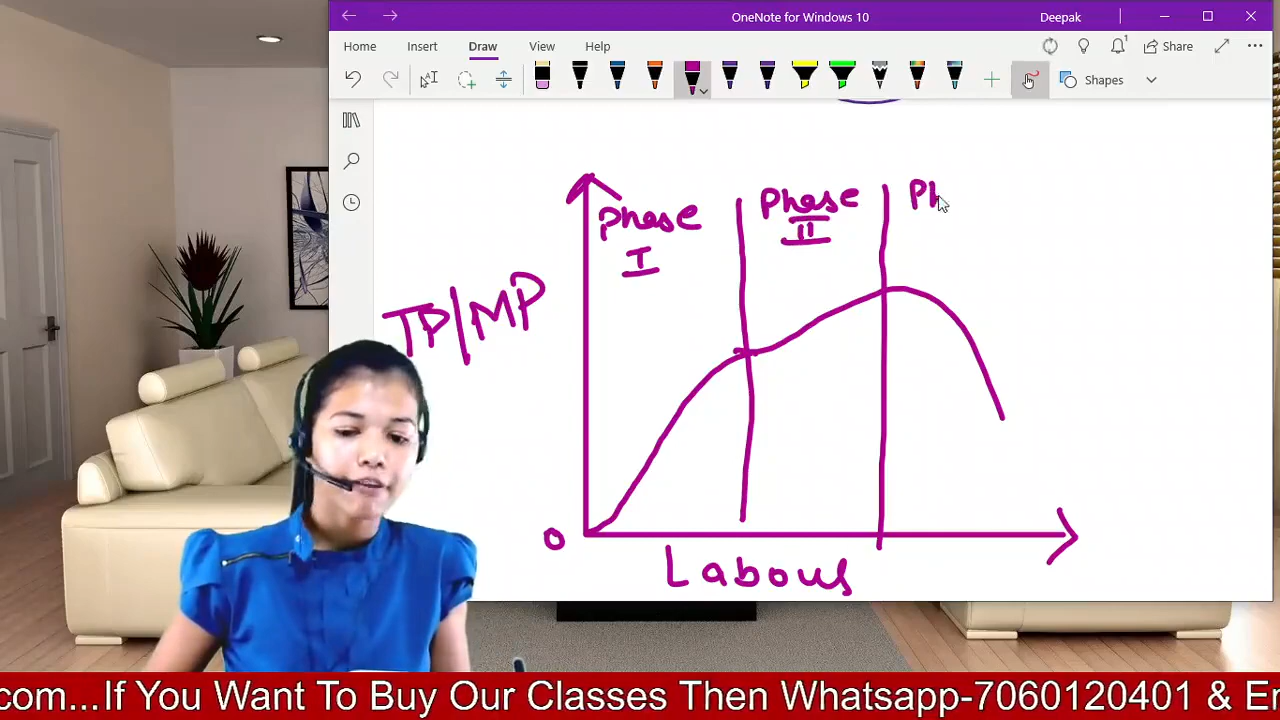 OneNote for Windows 10
Deepak
Home Insert Draw View Help
Share
Shapes
Phase
I
Phase
II
Ph
TP/MP
0
Labour
com...If You Want To Buy Our Classes Then Whatsapp-7060120401 & En